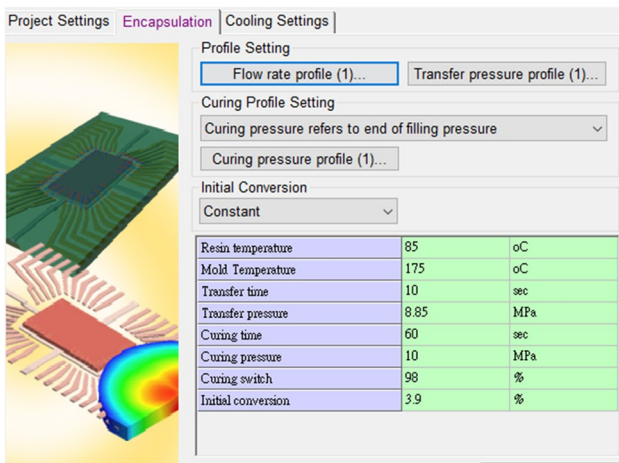 Project Settings Encapsulation Cooling Settings
Profile Setting
Flow rate profile (1)... Transfer pressure profile (1)...
Curing Profile Setting
Curing pressure refers to end of filling pressure
Curing pressure profile (1)...
Initial Conversion
Constant
Resin temperature 85 oC
Mold Temperature 175 oC
Transfer time 10 sec
Transfer pressure 8.85 MPa
Curing time 60 sec
Curing pressure 10 MPa
Curing switch 98 %
Initial conversion 3.9 %